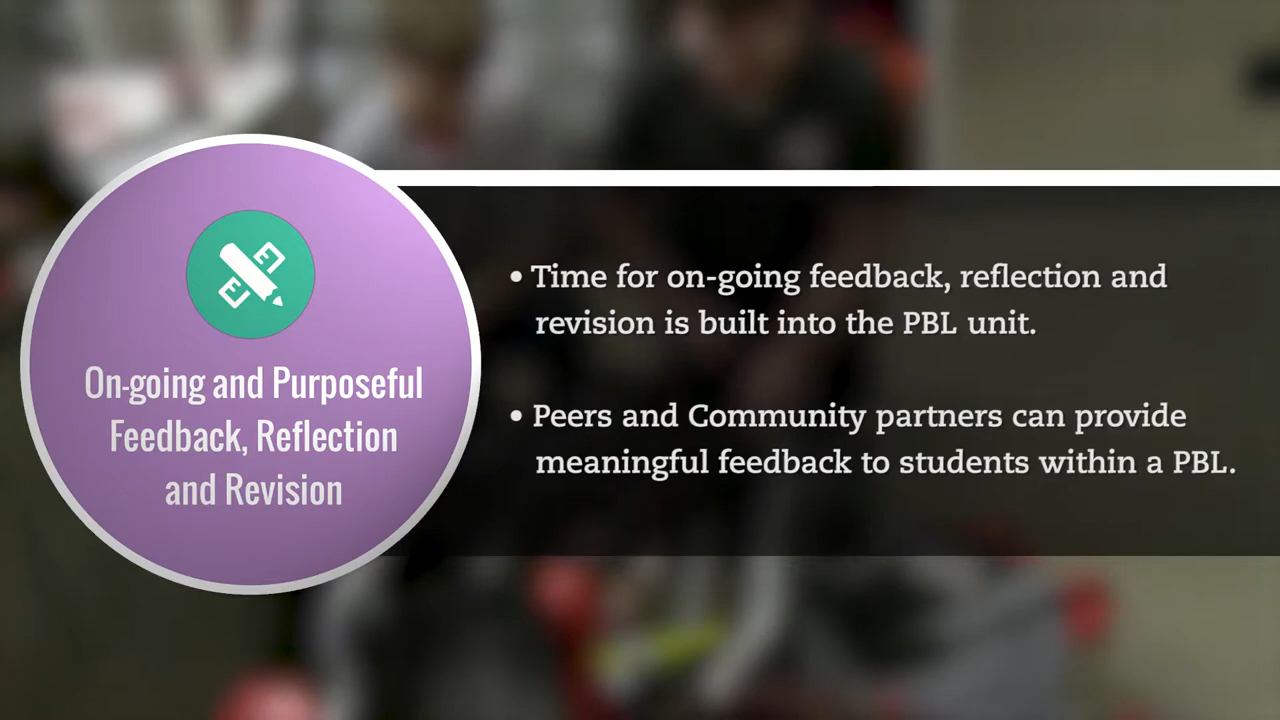 On-going and Purposeful
Feedback, Reflection
and Revision
• Time for on-going feedback, reflection and
revision is built into the PBL unit.
• Peers and Community partners can provide
meaningful feedback to students within a PBL.